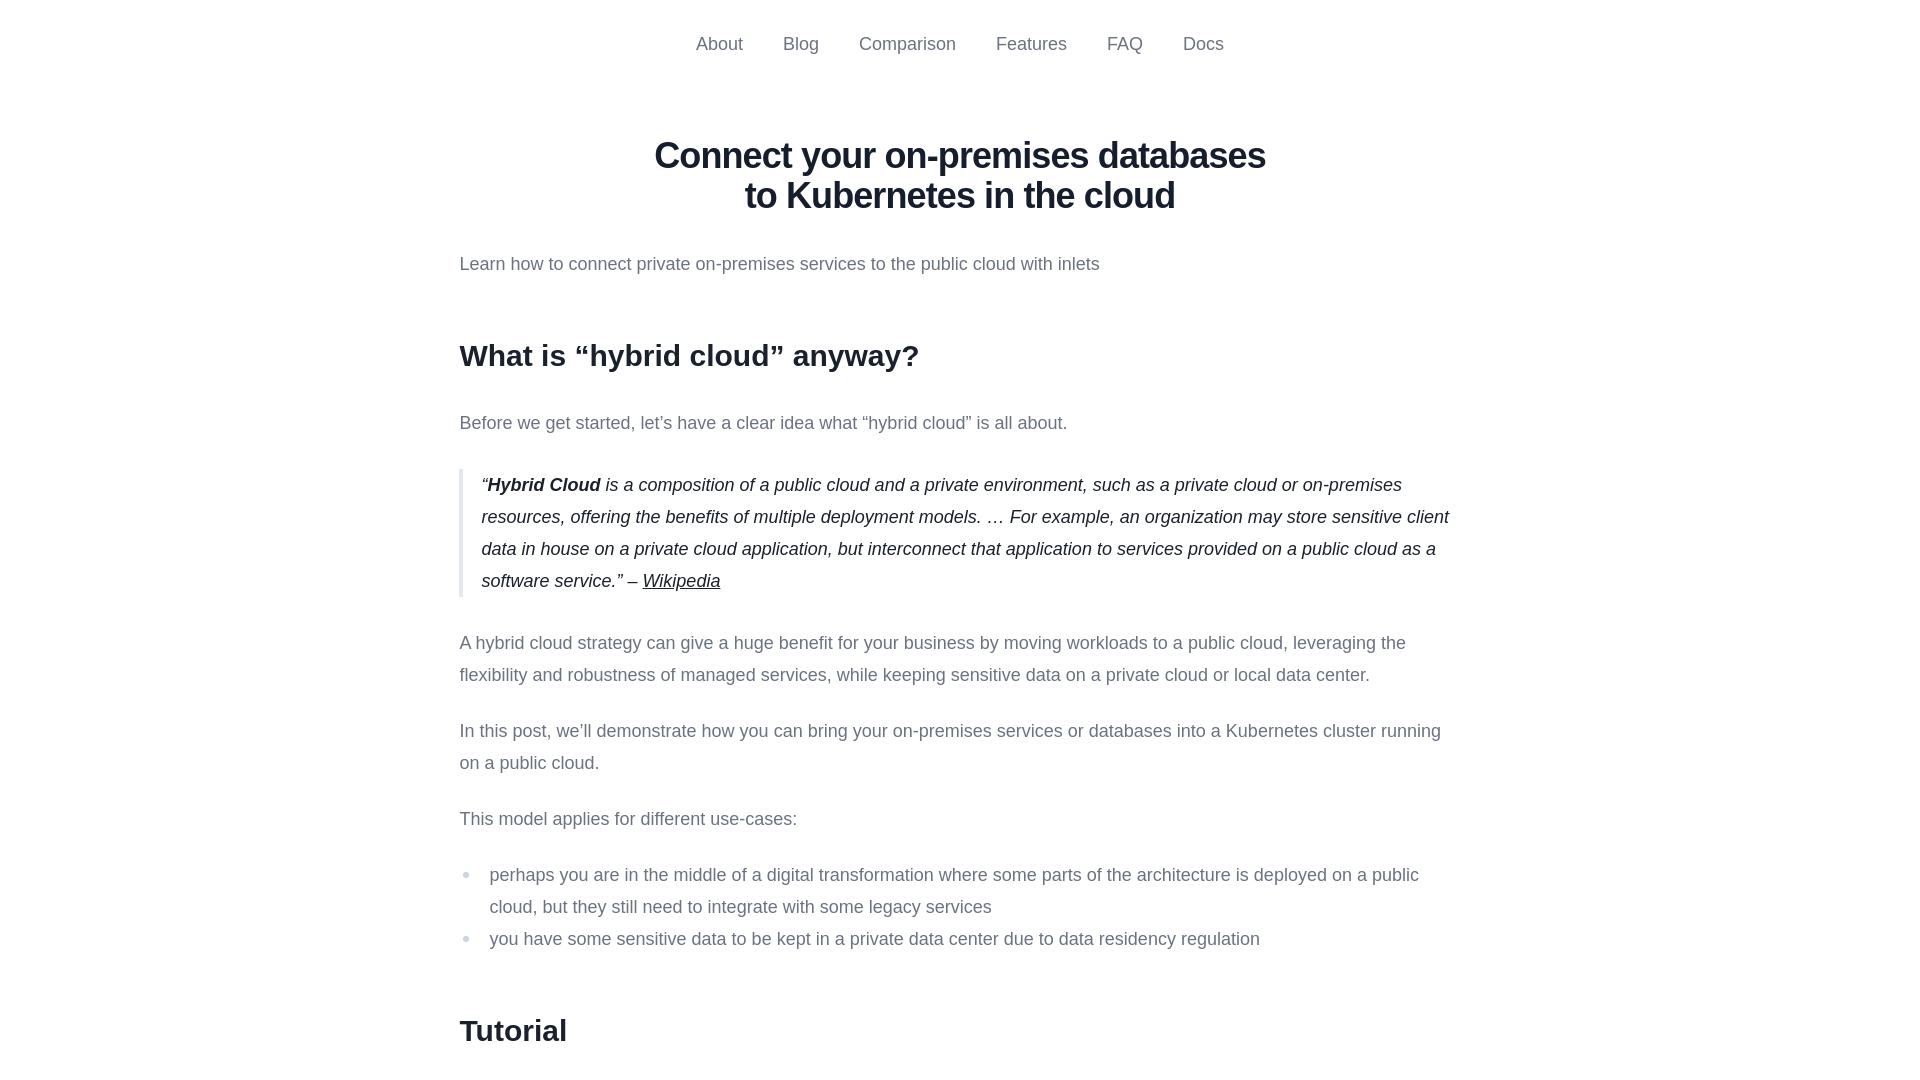 About Blog Comparison Features FAQ Docs
Connect your on-premises databases
to Kubernetes in the cloud
Learn how to connect private on-premises services to the public cloud with inlets
What is “hybrid cloud” anyway?
Before we get started, let’s have a clear idea what “hybrid cloud” is all about.
“Hybrid Cloud is a composition of a public cloud and a private environment, such as a private cloud or on-premises
resources, offering the benefits of multiple deployment models. … For example, an organization may store sensitive client
data in house on a private cloud application, but interconnect that application to services provided on a public cloud as a
software service.” – Wikipedia
A hybrid cloud strategy can give a huge benefit for your business by moving workloads to a public cloud, leveraging the
flexibility and robustness of managed services, while keeping sensitive data on a private cloud or local data center.
In this post, we’ll demonstrate how you can bring your on-premises services or databases into a Kubernetes cluster running
on a public cloud.
This model applies for different use-cases:
perhaps you are in the middle of a digital transformation where some parts of the architecture is deployed on a public
cloud, but they still need to integrate with some legacy services
you have some sensitive data to be kept in a private data center due to data residency regulation
Tutorial